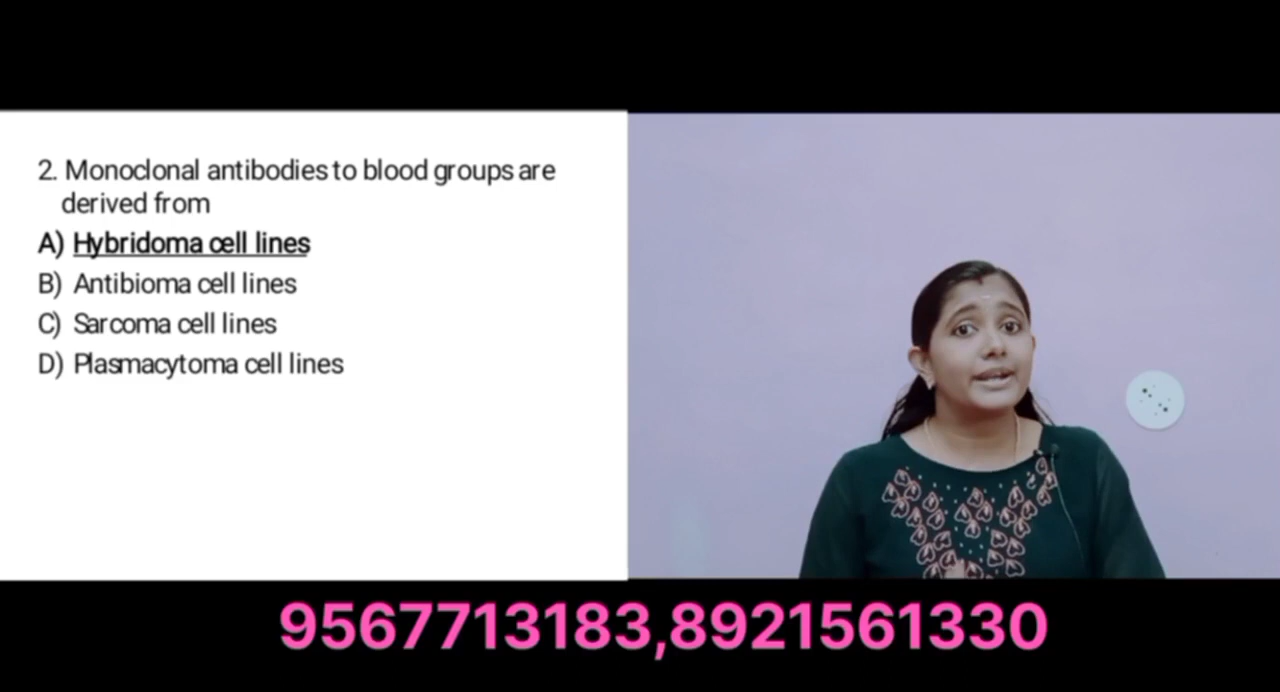 2. Monoclonal antibodies to blood groups are
derived from
A) Hybridoma cell lines
B) Antibioma cell lines
C) Sarcoma cell lines
D) Plasmacytoma cell lines
9567713183,8921561330